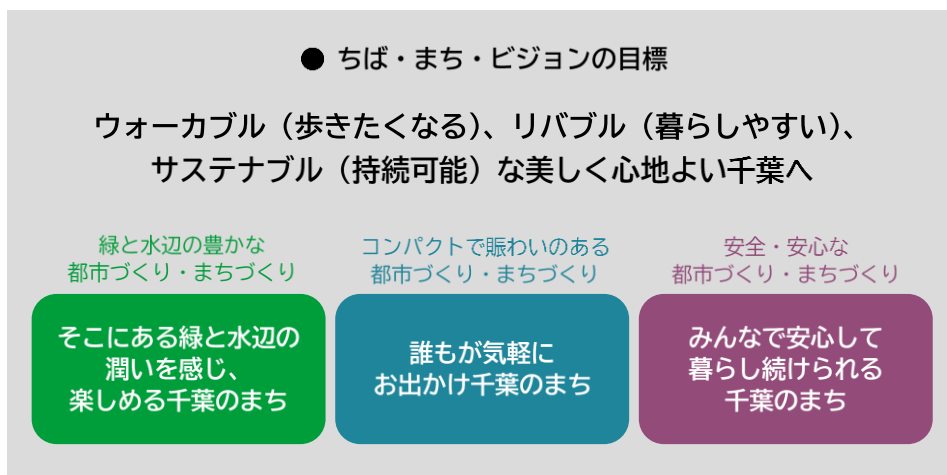 ● ちば・まち・ビジョンの目標
ウォーカブル（歩きたくなる）、リバブル（暮らしやすい）、
サステナブル（持続可能）な美しく心地よい千葉へ
緑と水辺の豊かな
都市づくり・まちづくり
そこにある緑と水辺の
潤いを感じ、
楽しめる千葉のまち
コンパクトで賑わいのある
都市づくり・まちづくり
誰もが気軽に
お出かけ千葉のまち
安全・安心な
都市づくり・まちづくり
みんなで安心して
暮らし続けられる
千葉のまち